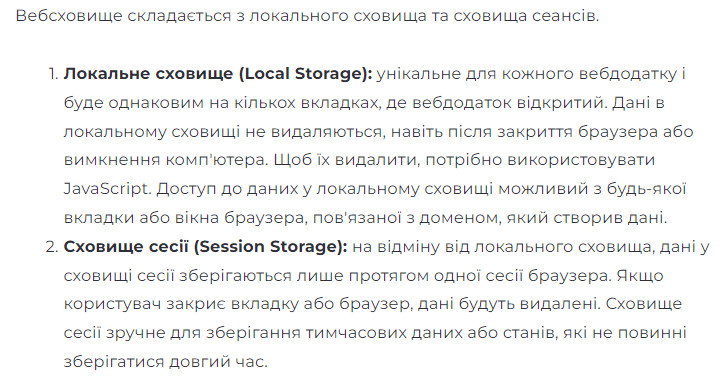 Вебсховище складається з локального сховища та сховища сеансів.
1. Локальне сховище (Local Storage): унікальне для кожного вебдодатку і
буде однаковим на кількох вкладках, де вебдодаток відкритий. Дані в
локальному сховищі не видаляються, навіть після закриття браузера або
вимкнення комп'ютера. Щоб їх видалити, потрібно використовувати
JavaScript. Доступ до даних у локальному сховищі можливий з будь-якої
вкладки або вікна браузера, пов'язаної з доменом, який створив дані.
2. Сховище сесії (Session Storage): на відміну від локального сховища, дані у
сховищі сесії зберігаються лише протягом одної сесії браузера. Якщо
користувач закриє вкладку або браузер, дані будуть видалені. Сховище
сесії зручне для зберігання тимчасових даних або станів, які не повинні
зберігатися довгий час.